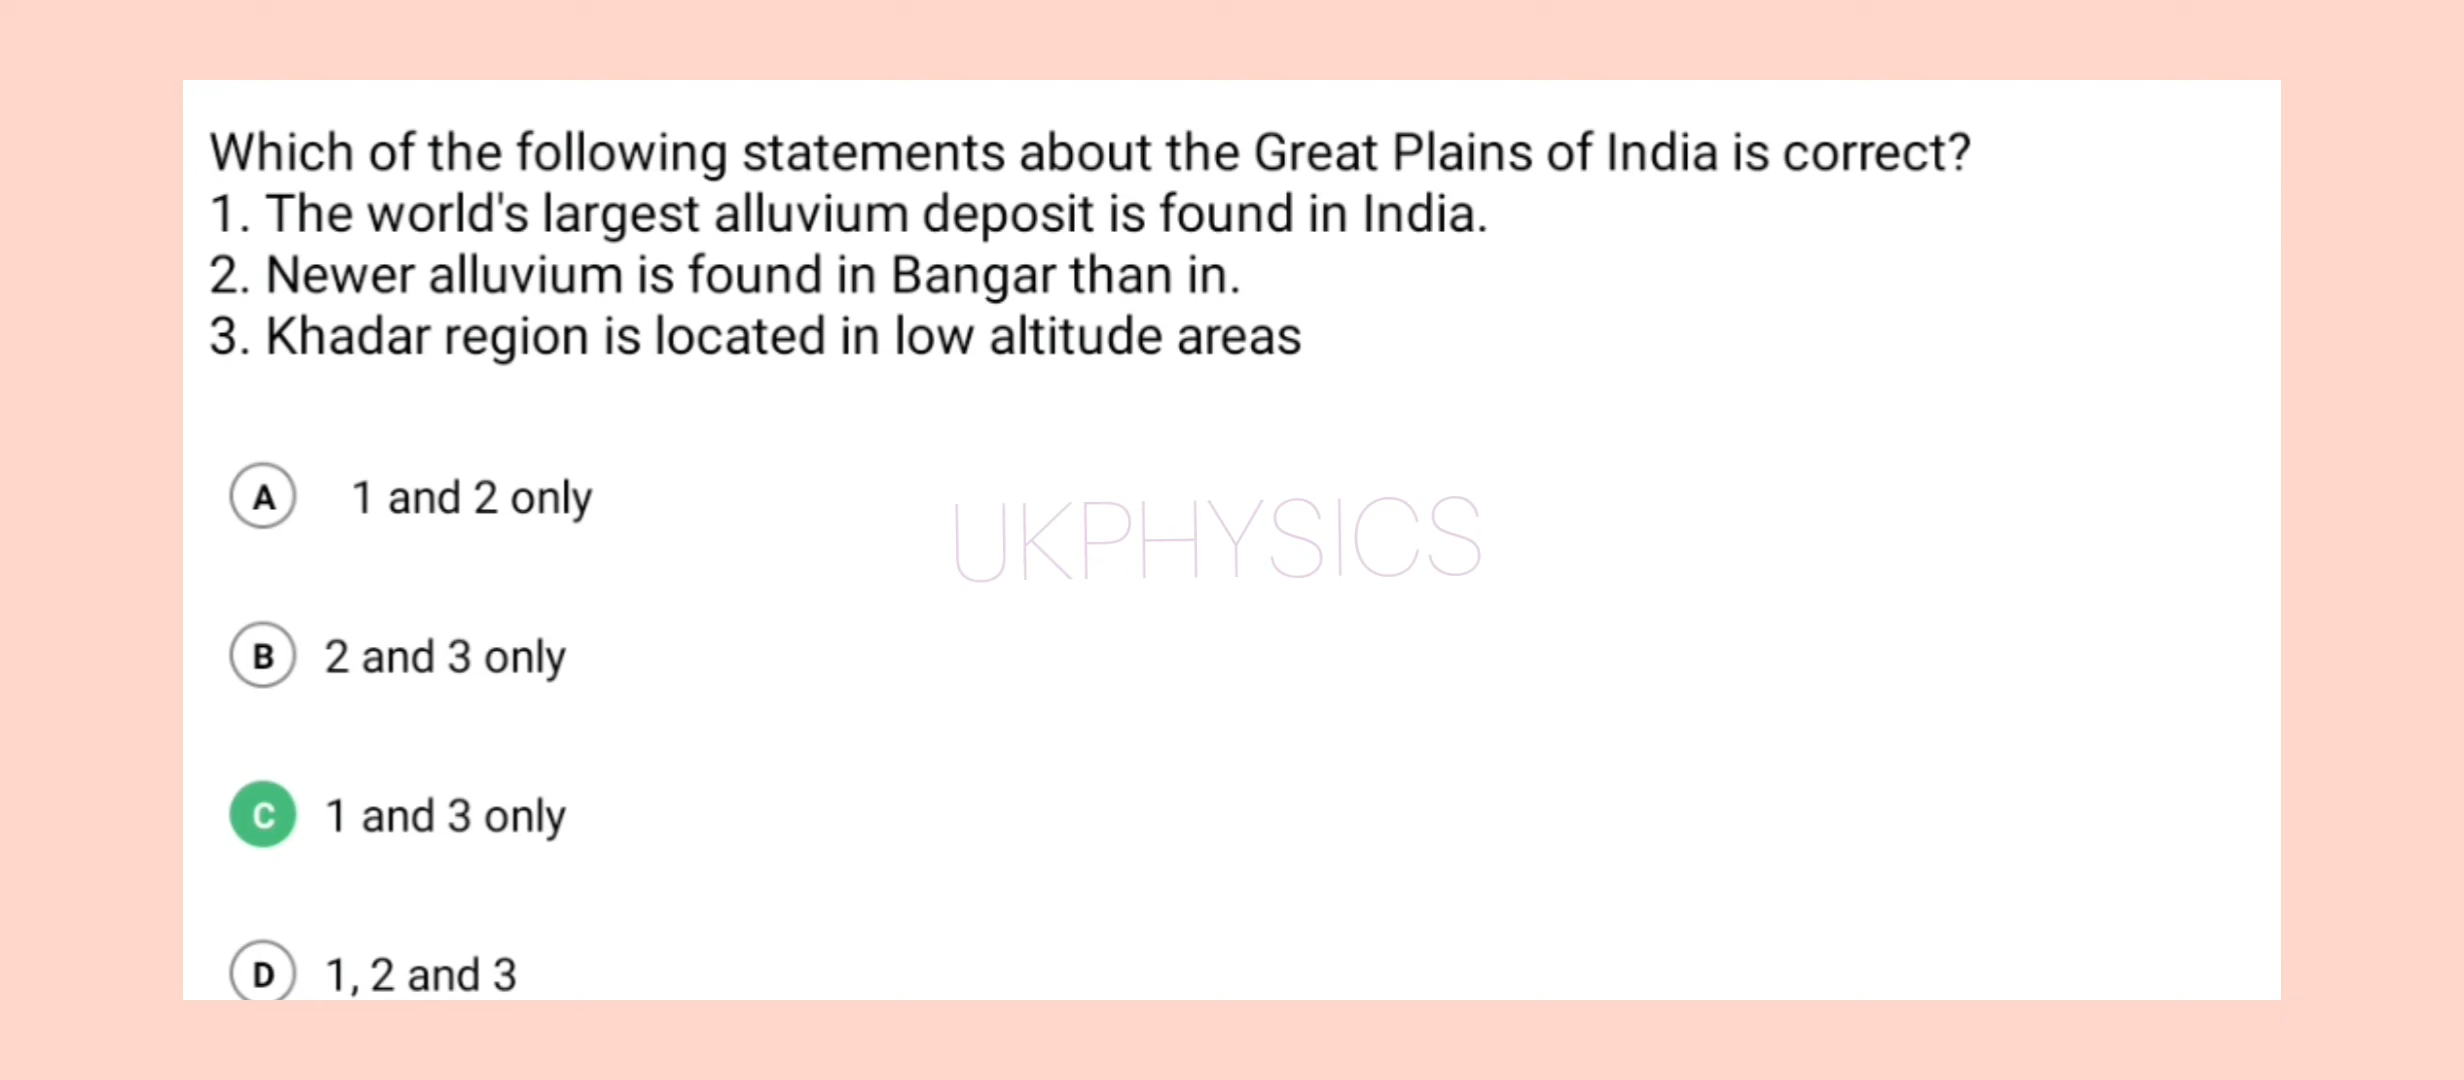 Which of the following statements about the Great Plains of India is correct?
1. The world's largest alluvium deposit is found in India.
2. Newer alluvium is found in Bangar than in.
3. Khadar region is located in low altitude areas
A 1 and 2 only
UKPHYSICS
B 2 and 3 only
C 1 and 3 only
D 1, 2 and 3